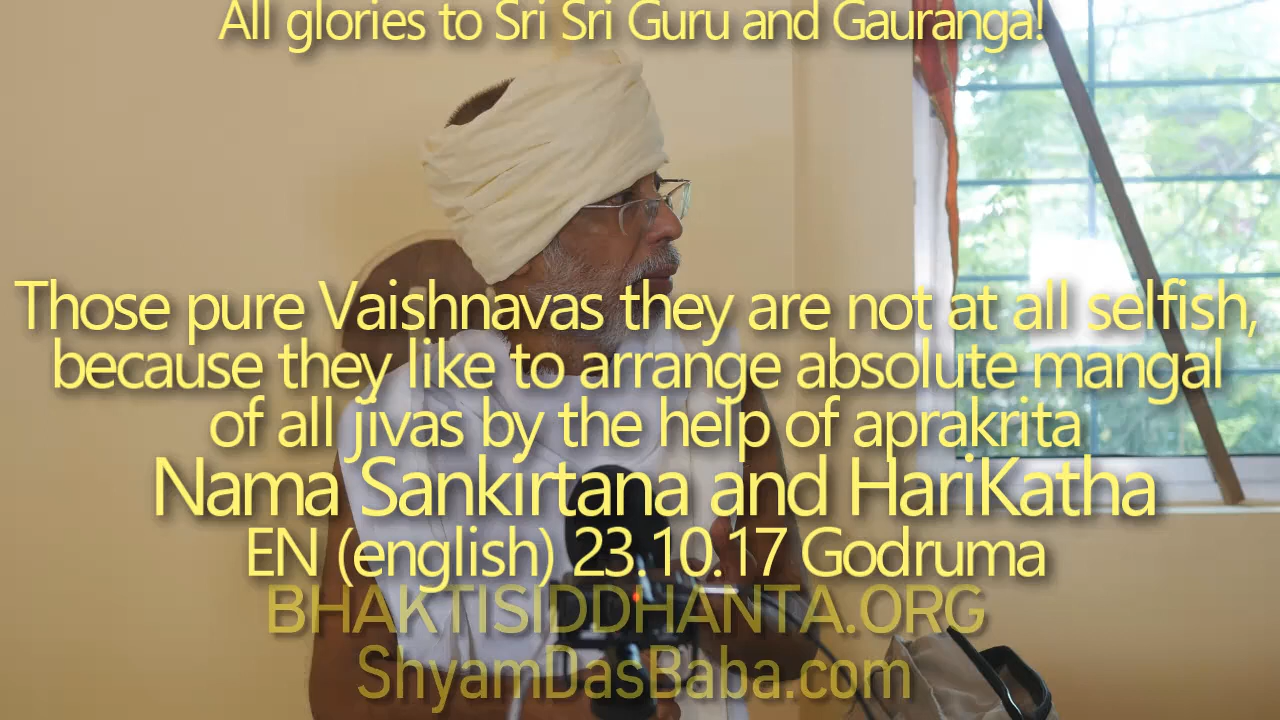 All glories to Sri Sri Guru and Gauranga!
Those pure Vaishnavas they are not at all selfish,
because they like to arrange absolute mangal
of all jivas by the help of aprakrita
Nama Sankirtana and HariKatha
EN (english) 23.10.17 Godruma
BHAKTISIDDHANTA.ORG
ShyamDasBaba.com